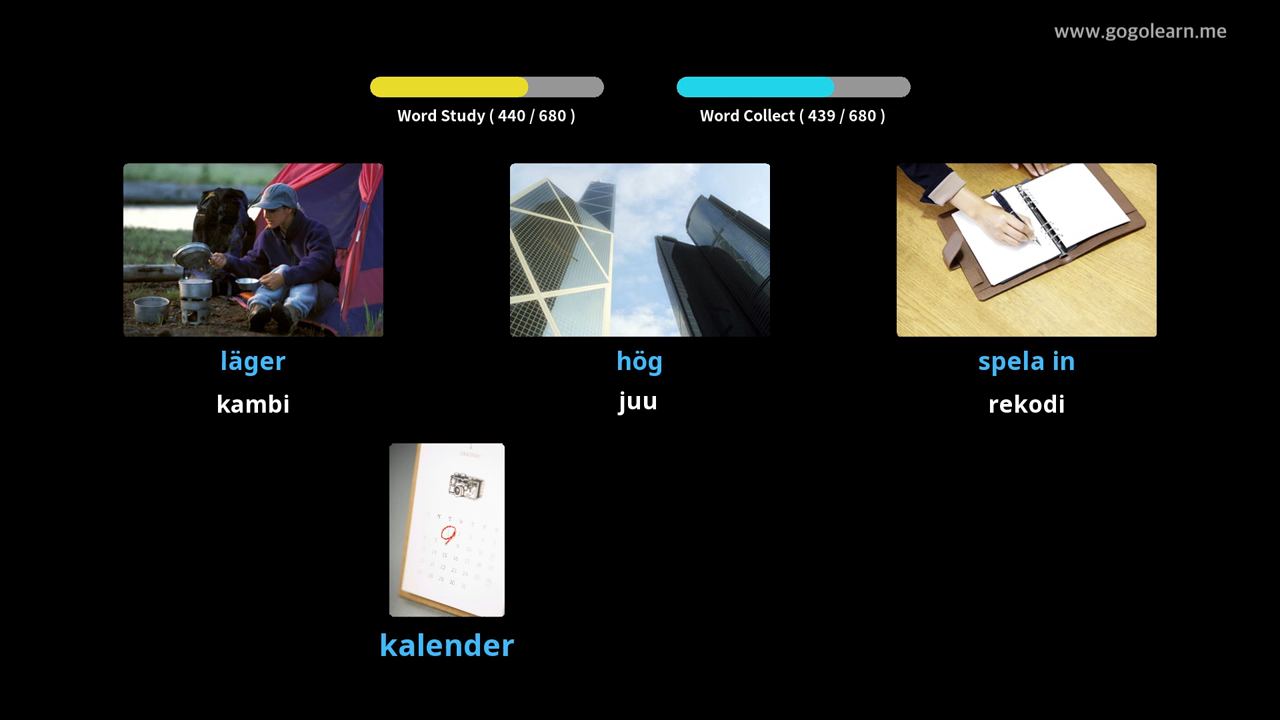 www.gogolearn.me
Word Study ( 440 / 680 )
Word Collect ( 439 / 680 )
läger
hög
spela in
kambi
juu
rekodi
kalender